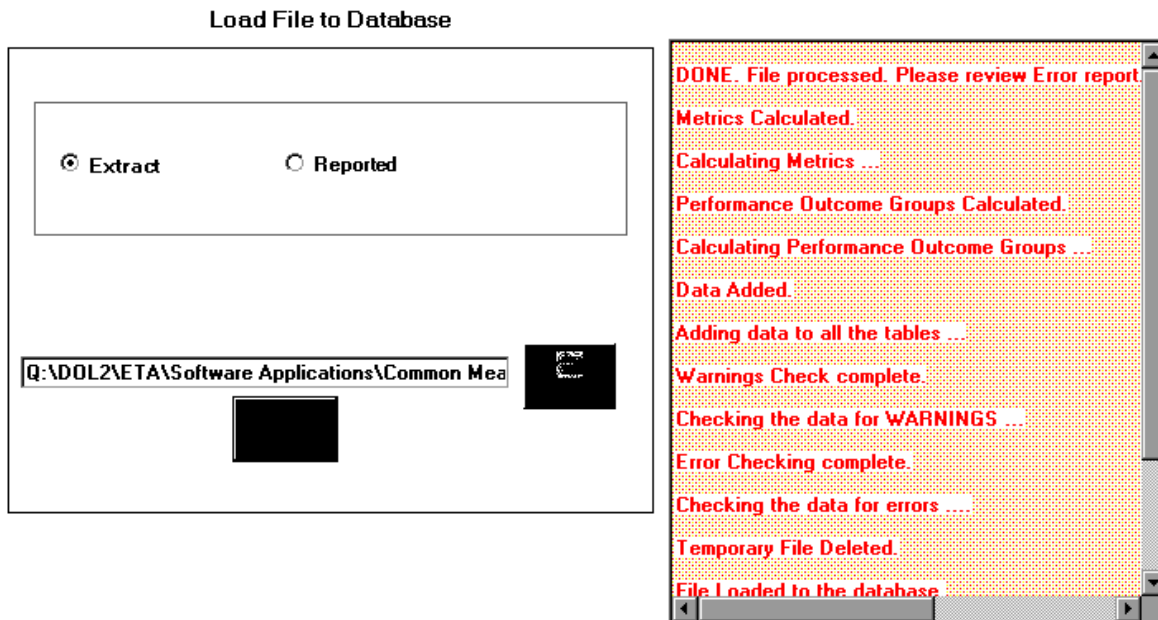 Load File to Database
Extract
Reported
Q:\DOL2\ETA\Software Applications\Common Mea
DONE. File processed. Please review Error report.
Metrics Calculated.
Calculating Metrics ...
Performance Outcome Groups Calculated.
Calculating Performance Outcome Groups ...
Data Added.
Adding data to all the tables ...
Warnings Check complete.
Checking the data for WARNINGS ...
Error Checking complete.
Checking the data for errors ....
Temporary File Deleted.
File Loaded to the database